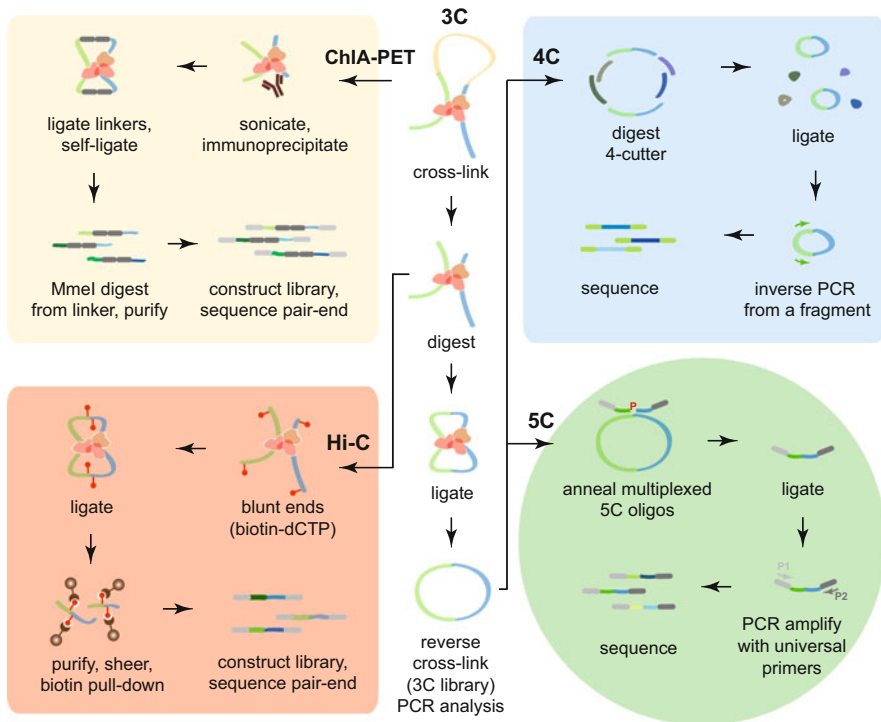 3C
cross-link
digest
ligate
reverse
cross-link
(3C library)
PCR analysis
ChIA-PET
sonicate,
immunoprecipitate
ligate linkers,
self-ligate
MmeI digest
from linker, purify
construct library,
sequence pair-end
Hi-C
blunt ends
(biotin-dCTP)
ligate
purify, sheer,
biotin pull-down
construct library,
sequence pair-end
4C
digest
4-cutter
ligate
inverse PCR
from a fragment
sequence
5C
P
anneal multiplexed
5C oligos
ligate
P1
P2
PCR amplify
with universal
primers
sequence